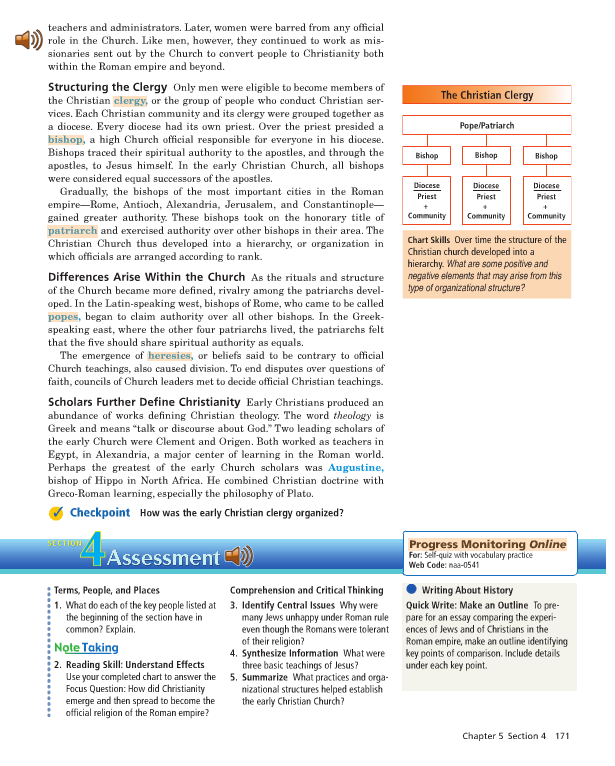 teachers and administrators. Later, women were barred from any official
role in the Church. Like men, however, they continued to work as mis-
sionaries sent out by the Church to convert people to Christianity both
within the Roman empire and beyond.
Structuring the Clergy Only men were eligible to become members of
the Christian clergy, or the group of people who conduct Christian ser-
vices. Each Christian community and its clergy were grouped together as
a diocese. Every diocese had its own priest. Over the priest presided a
bishop, a high Church official responsible for everyone in his diocese.
Bishops traced their spiritual authority to the apostles, and through the
apostles, to Jesus himself. In the early Christian Church, all bishops
were considered equal successors of the apostles.
Gradually, the bishops of the most important cities in the Roman
empire—Rome, Antioch, Alexandria, Jerusalem, and Constantinople—
gained greater authority. These bishops took on the honorary title of
patriarch and exercised authority over other bishops in their area. The
Christian Church thus developed into a hierarchy, or organization in
which officials are arranged according to rank.
Differences Arise Within the Church As the rituals and structure
of the Church became more defined, rivalry among the patriarchs devel-
oped. In the Latin-speaking west, bishops of Rome, who came to be called
popes, began to claim authority over all other bishops. In the Greek-
speaking east, where the other four patriarchs lived, the patriarchs felt
that the five should share spiritual authority as equals.
The emergence of heresies, or beliefs said to be contrary to official
Church teachings, also caused division. To end disputes over questions of
faith, councils of Church leaders met to decide official Christian teachings.
Scholars Further Define Christianity Early Christians produced an
abundance of works defining Christian theology. The word theology is
Greek and means “talk or discourse about God.” Two leading scholars of
the early Church were Clement and Origen. Both worked as teachers in
Egypt, in Alexandria, a major center of learning in the Roman world.
Perhaps the greatest of the early Church scholars was Augustine,
bishop of Hippo in North Africa. He combined Christian doctrine with
Greco-Roman learning, especially the philosophy of Plato.
Checkpoint How was the early Christian clergy organized?
The Christian Clergy
Pope/Patriarch
Bishop Bishop Bishop
Diocese Diocese Diocese
Priest Priest Priest
+ + +
Community Community Community
Chart Skills Over time the structure of the
Christian church developed into a
hierarchy. What are some positive and
negative elements that may arise from this
type of organizational structure?
SECTION 4 Assessment
Progress Monitoring Online
For: Self-quiz with vocabulary practice
Web Code: naa-0541
Terms, People, and Places
1. What do each of the key people listed at
the beginning of the section have in
common? Explain.
Note Taking
2. Reading Skill: Understand Effects
Use your completed chart to answer the
Focus Question: How did Christianity
emerge and then spread to become the
official religion of the Roman empire?
Comprehension and Critical Thinking
3. Identify Central Issues Why were
many Jews unhappy under Roman rule
even though the Romans were tolerant
of their religion?
4. Synthesize Information What were
three basic teachings of Jesus?
5. Summarize What practices and orga-
nizational structures helped establish
the early Christian Church?
Writing About History
Quick Write: Make an Outline To pre-
pare for an essay comparing the experi-
ences of Jews and of Christians in the
Roman empire, make an outline identifying
key points of comparison. Include details
under each key point.
Chapter 5 Section 4 171